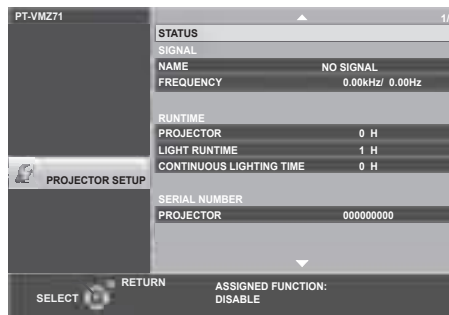 PT-VMZ71
1/
STATUS
SIGNAL
NAME NO SIGNAL
FREQUENCY 0.00kHz/ 0.00Hz
RUNTIME
PROJECTOR 0 H
LIGHT RUNTIME 1 H
CONTINUOUS LIGHTING TIME 0 H
PROJECTOR SETUP
SERIAL NUMBER
PROJECTOR 000000000
RETURN
SELECT
ASSIGNED FUNCTION:
DISABLE